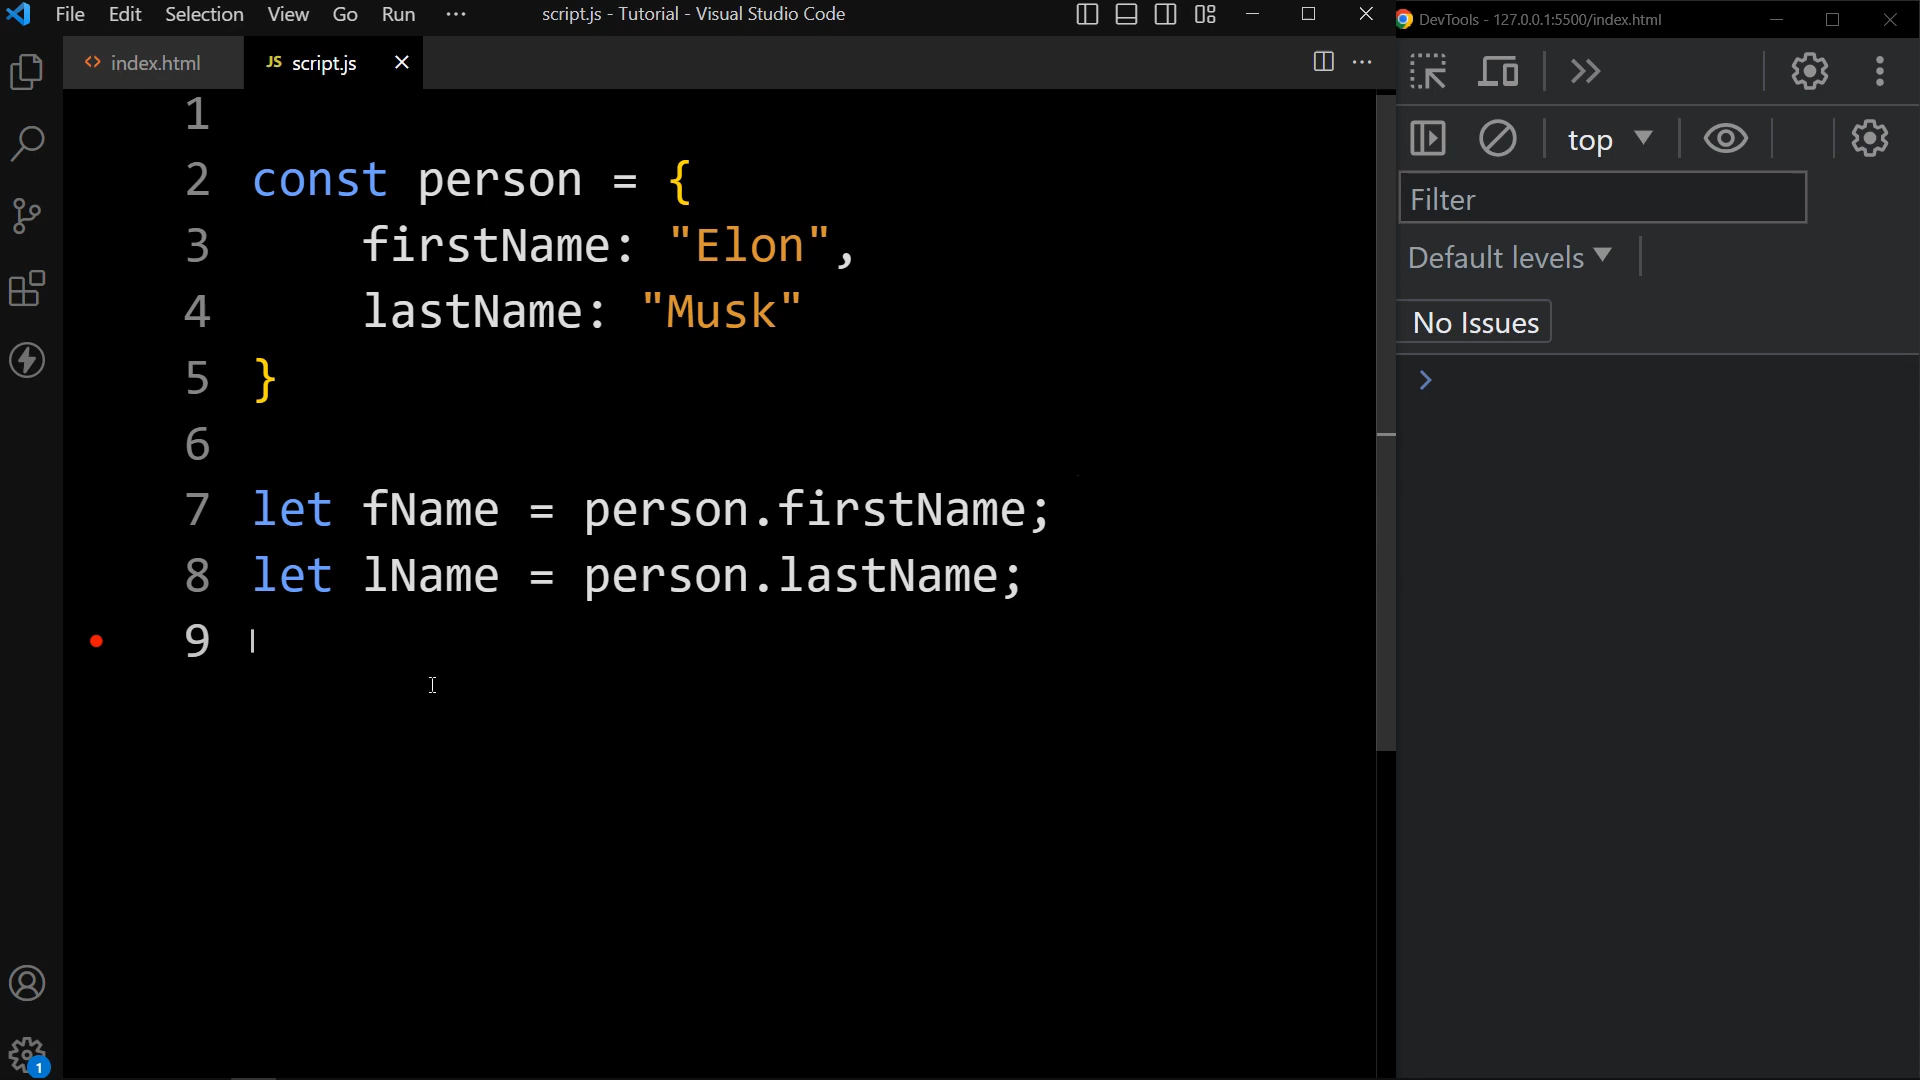 File Edit Selection View Go Run ··· script.js - Tutorial - Visual Studio Code
DevTools - 127.0.0.1:5500/index.html
<> index.html JS script.js
top
Filter
Default levels
No Issues
1
2 const person = {
3 firstName: "Elon",
4 lastName: "Musk"
5 }
6
7 let fName = person.firstName;
8 let lName = person.lastName;
9
1